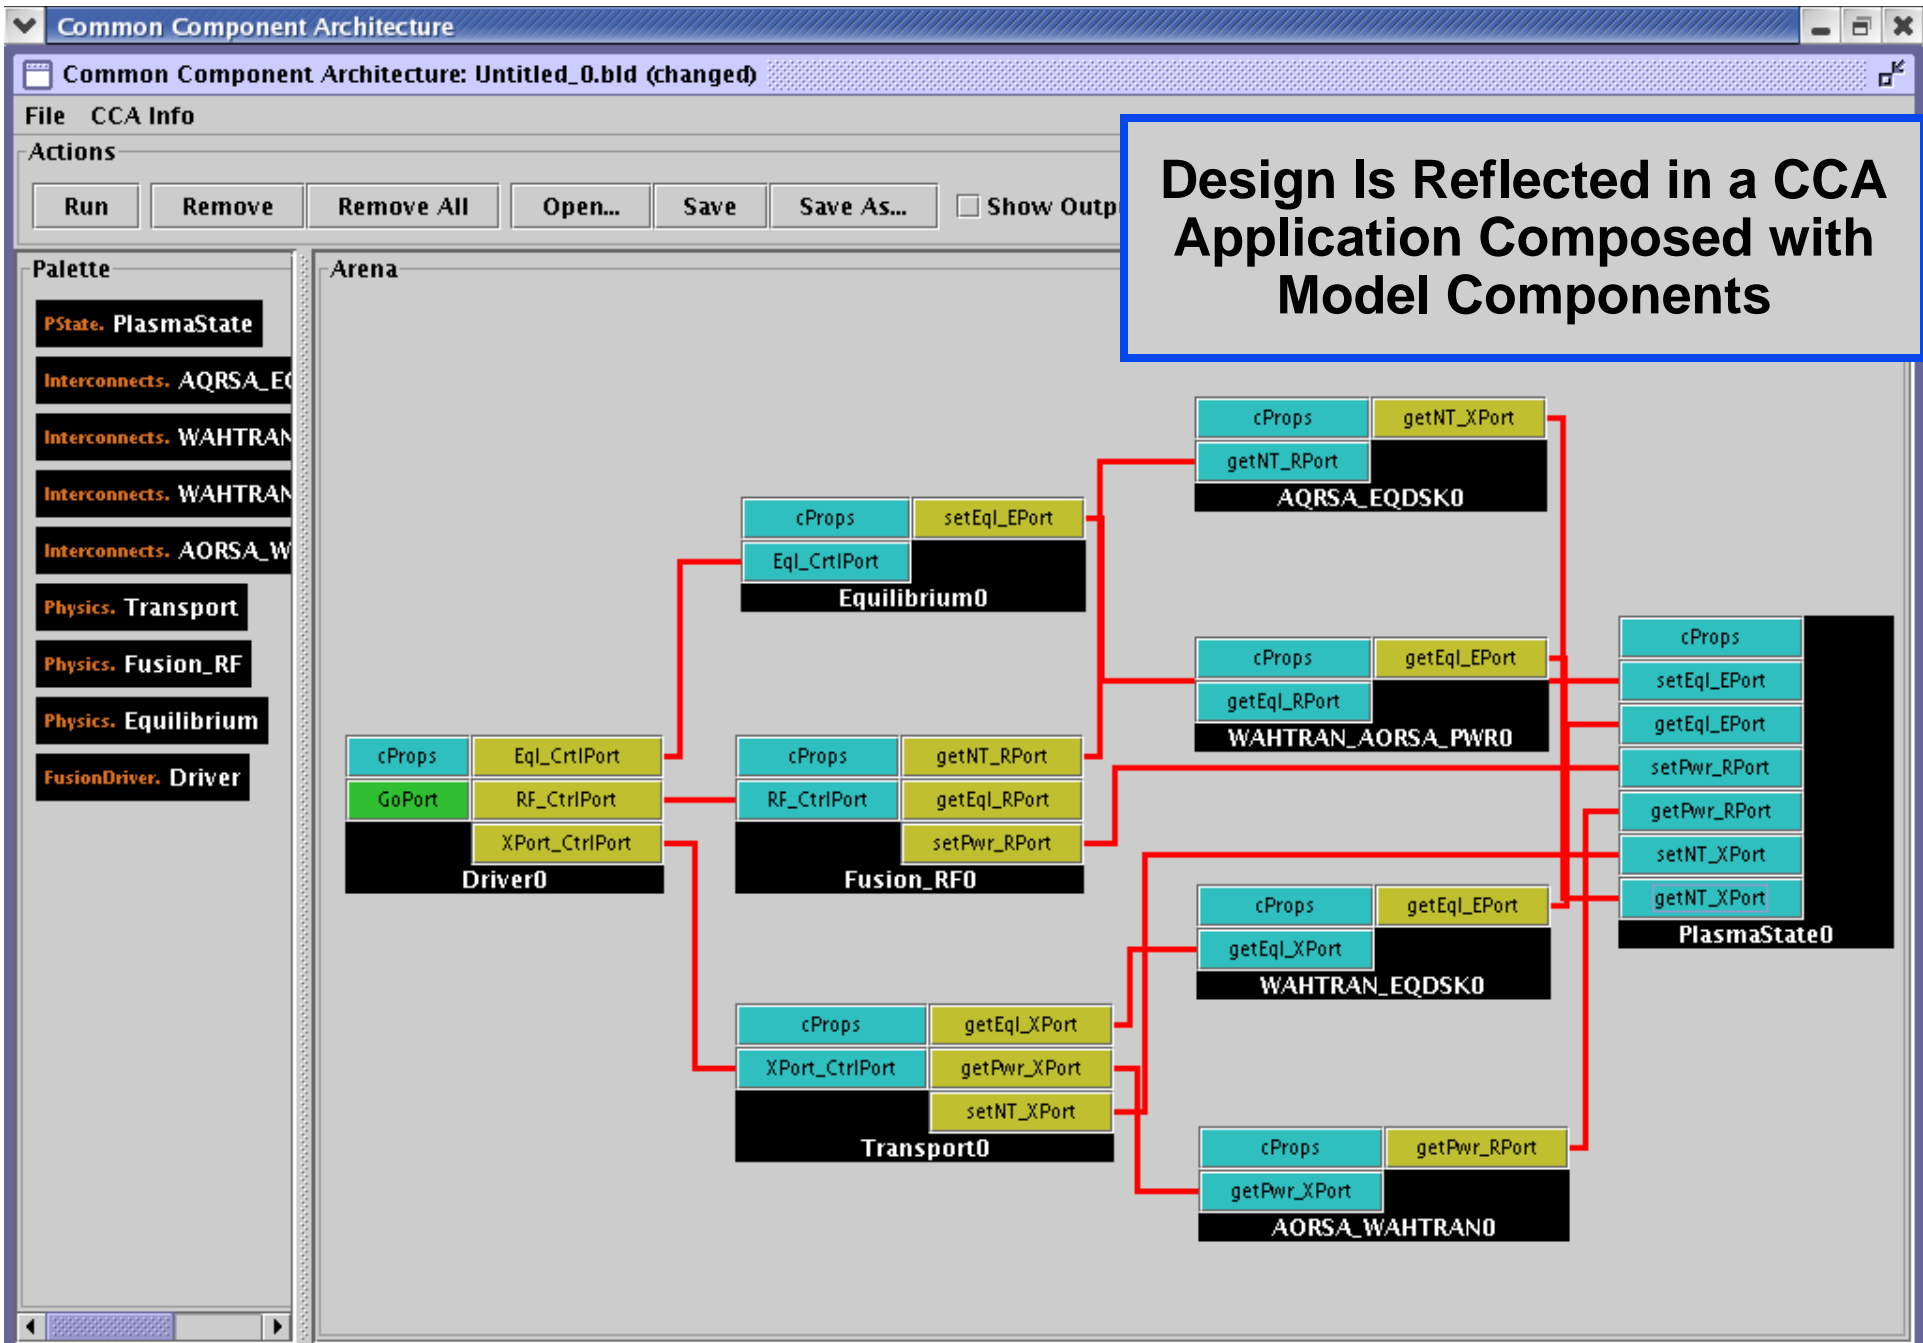 Common Component Architecture
Common Component Architecture: Untitled_0.bld (changed)
File CCA Info
Actions
Run Remove Remove All Open... Save Save As... Show Outp
Design Is Reflected in a CCA
Application Composed with
Model Components
Palette
PState. PlasmaState
Interconnects. AQRSA_E
Interconnects. WAHTRAN
Interconnects. WAHTRAN
Interconnects. AORSA_W
Physics. Transport
Physics. Fusion_RF
Physics. Equilibrium
FusionDriver. Driver
Arena
cProps Eql_CrtlPort
GoPort RF_CtrlPort
XPort_CtrlPort
Driver0
cProps setEql_EPort
Eql_CrtlPort
Equilibrium0
cProps getNT_RPort
RF_CtrlPort getEql_RPort
setPwr_RPort
Fusion_RF0
cProps getEql_XPort
XPort_CtrlPort getPwr_XPort
setNT_XPort
Transport0
cProps getNT_XPort
getNT_RPort
AQRSA_EQDSK0
cProps getEql_EPort
getEql_RPort
WAHTRAN_AORSA_PWR0
cProps getEql_EPort
getEql_XPort
WAHTRAN_EQDSK0
cProps getPwr_RPort
getPwr_XPort
AORSA_WAHTRAN0
cProps
setEql_EPort
getEql_EPort
setPwr_RPort
getPwr_RPort
setNT_XPort
getNT_XPort
PlasmaState0